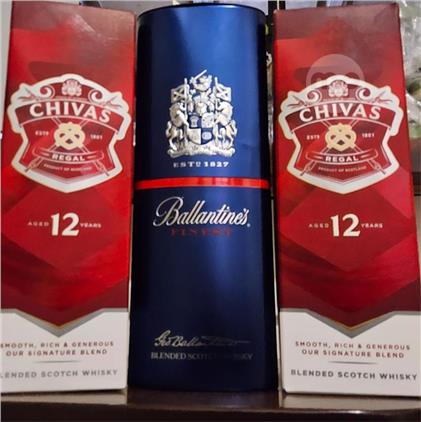 CHIVAS
ESTD 1801
REGAL
PRODUCT OF SCOTLAND
AGED 12 YEARS
SMOOTH, RICH & GENEROUS
OUR SIGNATURE BLEND
BLENDED SCOTCH WHISKY
ESTD 1827
Ballantine's
FINEST
Geo Ballantine
BLENDED SCOTCH WHISKY
CHIVAS
ESTD 1801
REGAL
PRODUCT OF SCOTLAND
AGED 12 YEARS
SMOOTH, RICH & GENEROUS
OUR SIGNATURE BLEND
BLENDED SCOTCH WHISKY